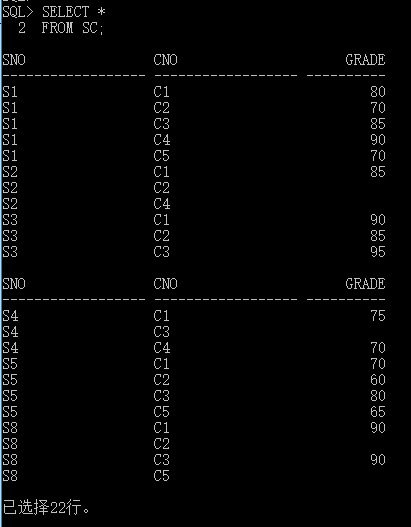 SQL> SELECT *
2 FROM SC;
SNO CNO GRADE
------------------ ------------------ ----------
S1 C1 80
S1 C2 70
S1 C3 85
S1 C4 90
S1 C5 70
S2 C1 85
S2 C2
S2 C4
S3 C1 90
S3 C2 85
S3 C3 95
SNO CNO GRADE
------------------ ------------------ ----------
S4 C1 75
S4 C3
S4 C4 70
S5 C1 70
S5 C2 60
S5 C3 80
S5 C5 65
S8 C1 90
S8 C2
S8 C3 90
S8 C5
已选择22行。